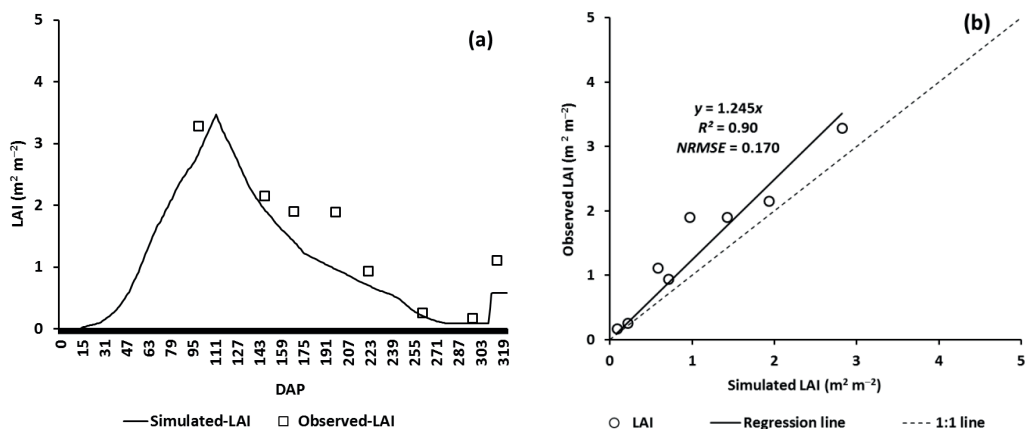 5
4
3
2
1
0
LAI (m² m⁻²)
(a)
0 15 31 47 63 79 95 111 127 143 159 175 191 207 223 239 255 271 287 303 319
DAP
Simulated-LAI Observed-LAI
5
4
3
2
1
0
Observed LAI (m² m⁻²)
(b)
y = 1.245x
R² = 0.90
NRMSE = 0.170
0 1 2 3 4 5
Simulated LAI (m² m⁻²)
LAI Regression line 1:1 line